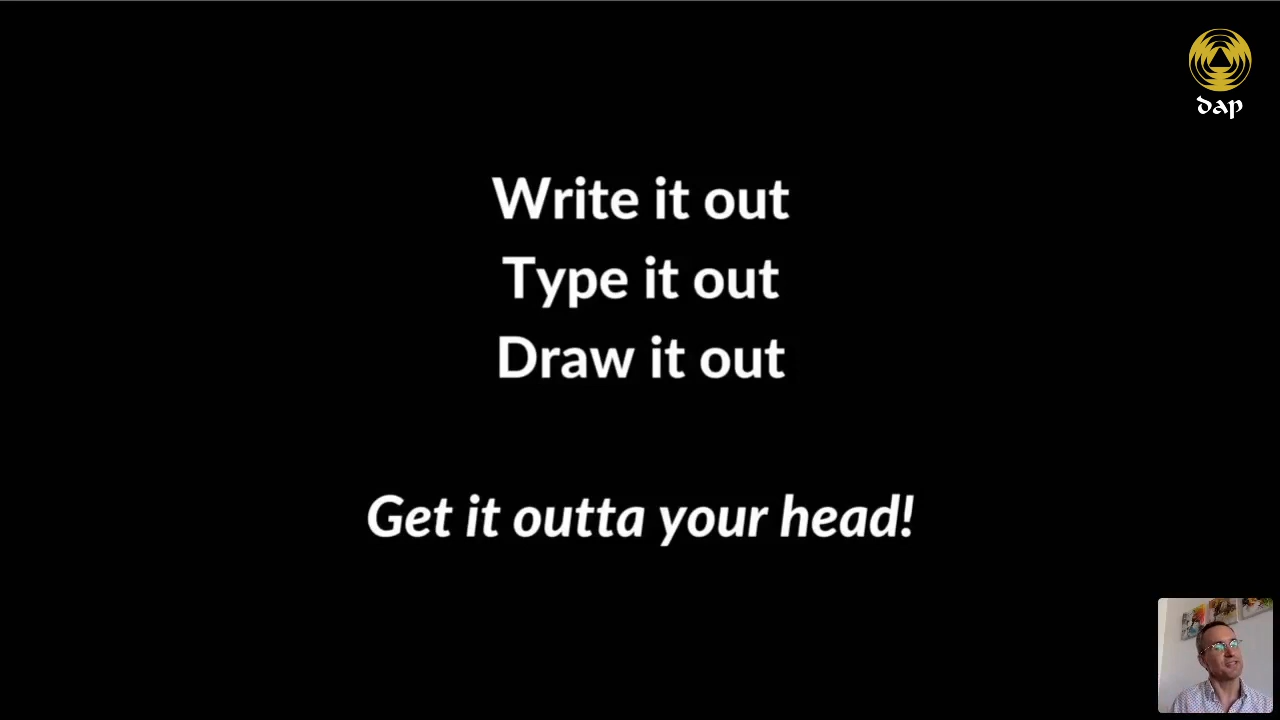 dap
Write it out
Type it out
Draw it out
Get it outta your head!